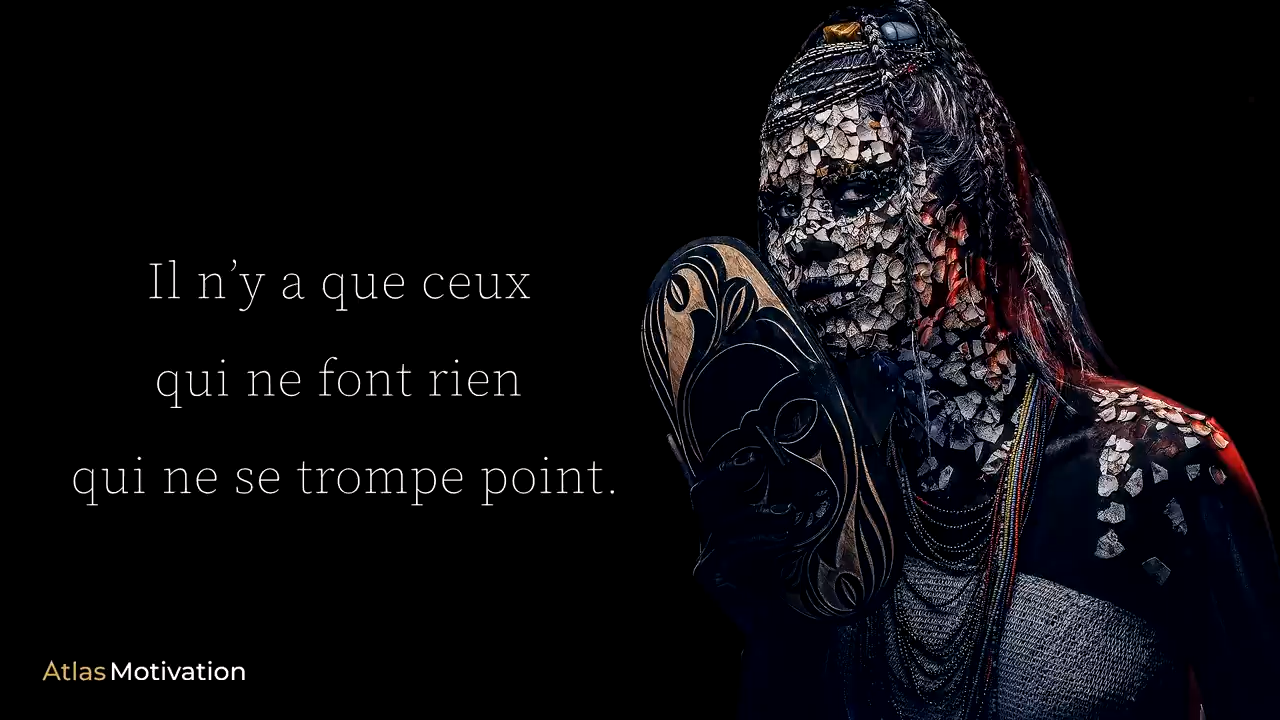 Il n’y a que ceux
qui ne font rien
qui ne se trompe point.
AtlasMotivation